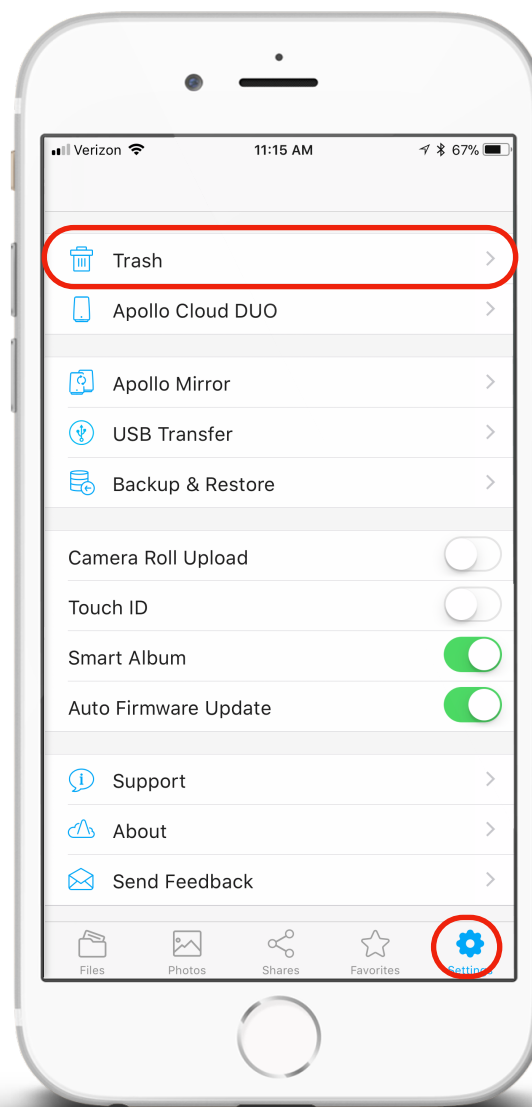 Verizon 11:15 AM 67%
Trash
Apollo Cloud DUO
Apollo Mirror
USB Transfer
Backup & Restore
Camera Roll Upload
Touch ID
Smart Album
Auto Firmware Update
Support
About
Send Feedback
Files Photos Shares Favorites Settings